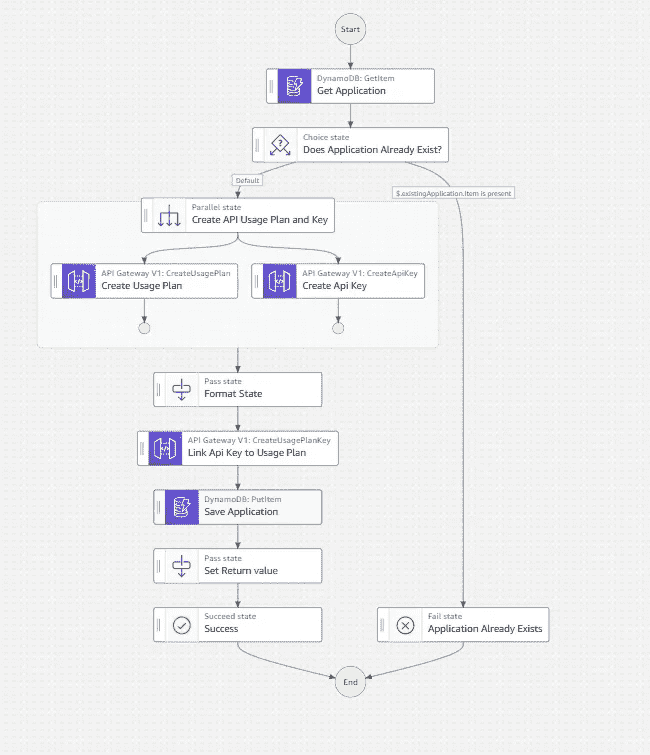 Start
DynamoDB: GetItem
Get Application
Choice state
Does Application Already Exist?
Default
$.existingApplication.Item is present
Parallel state
Create API Usage Plan and Key
API Gateway V1: CreateUsagePlan
Create Usage Plan
API Gateway V1: CreateApiKey
Create Api Key
Pass state
Format State
API Gateway V1: CreateUsagePlanKey
Link Api Key to Usage Plan
DynamoDB: PutItem
Save Application
Pass state
Set Return value
Succeed state
Success
Fail state
Application Already Exists
End